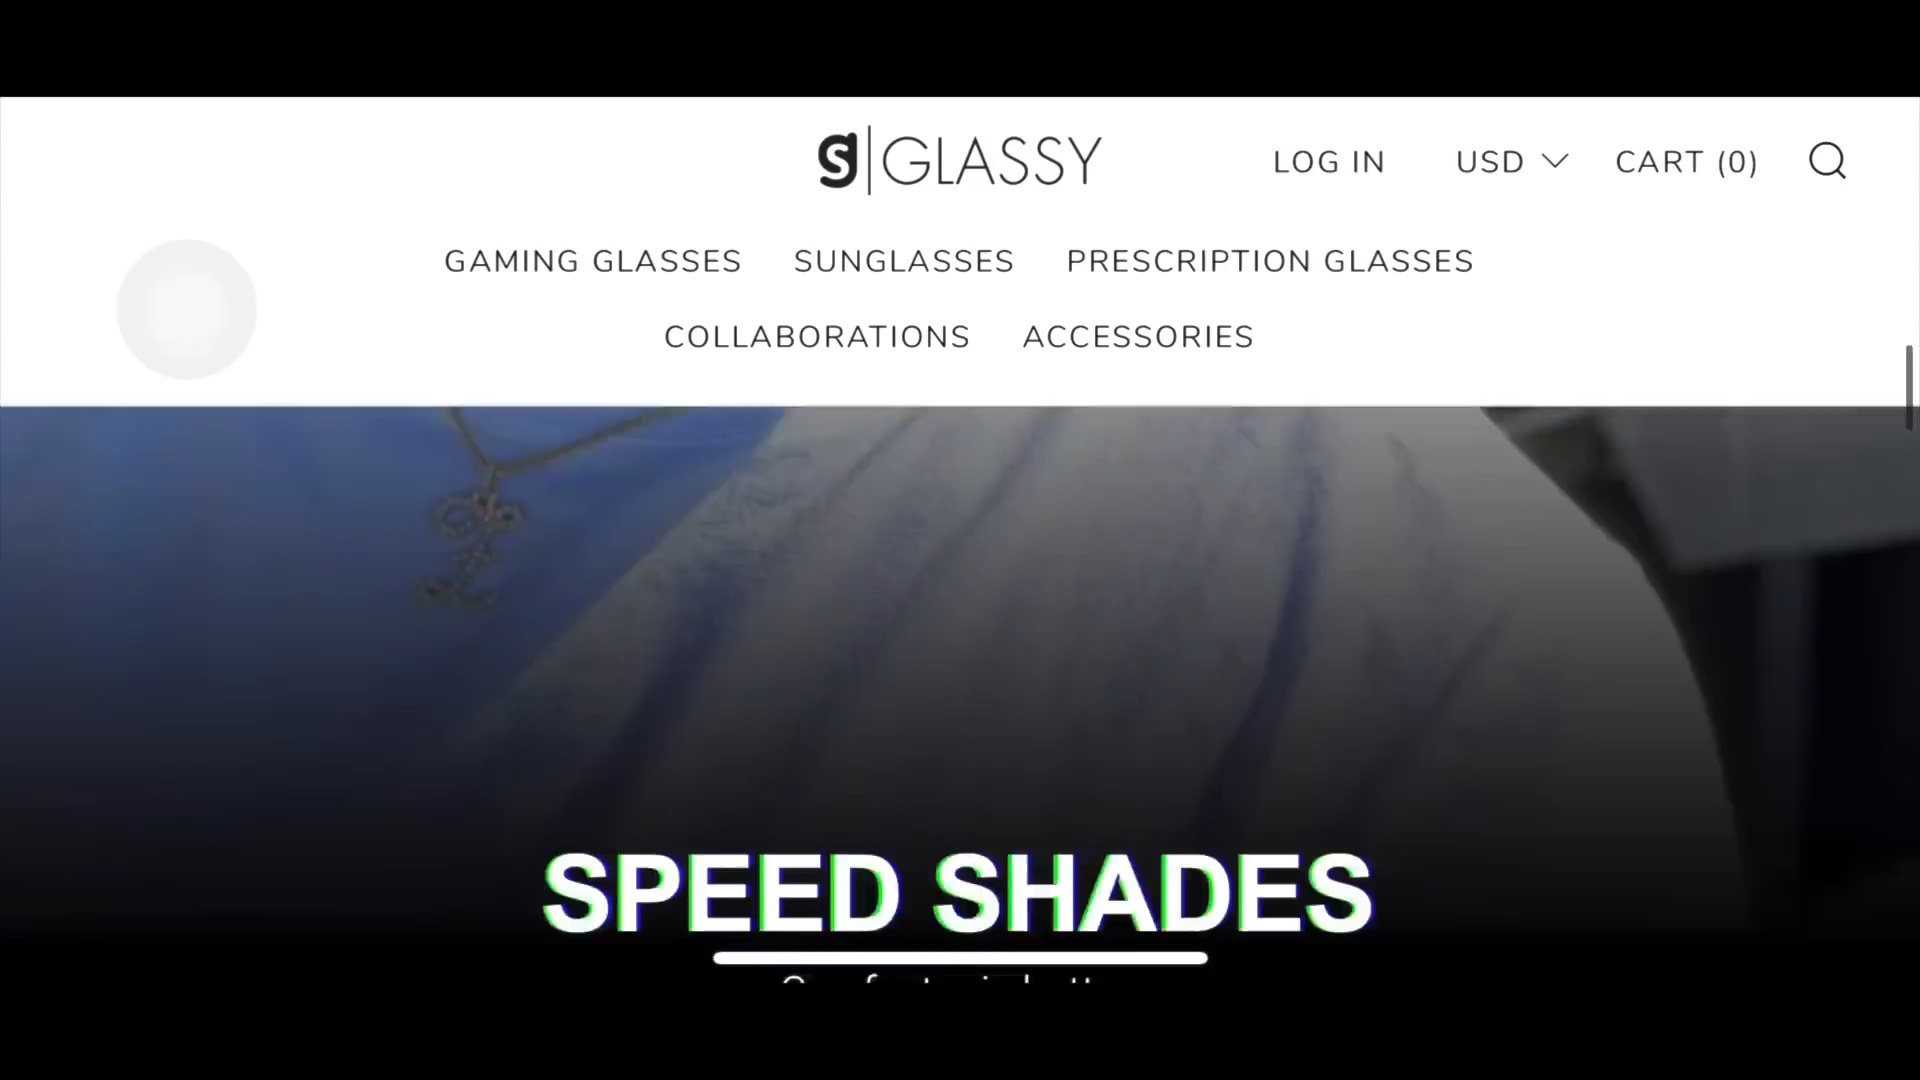 g GLASSY LOG IN USD CART (0)
GAMING GLASSES SUNGLASSES PRESCRIPTION GLASSES
COLLABORATIONS ACCESSORIES
SPEED SHADES